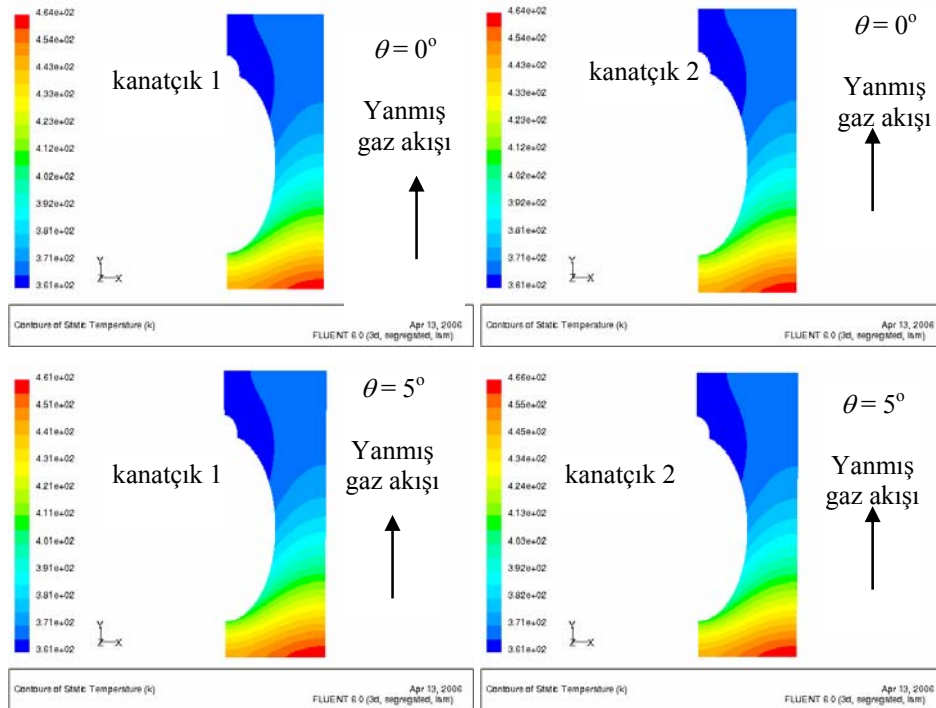 4.64e+02
4.54e+02
4.43e+02
4.33e+02
4.23e+02
4.12e+02
4.02e+02
3.92e+02
3.81e+02
3.71e+02
3.61e+02
kanatçık 1
θ = 0°
Yanmış
gaz akışı
Y
Z X
Contours of Static Temperature (k)
Apr 13, 2006
FLUENT 6.0 (3d, segregated, lam)
4.64e+02
4.54e+02
4.43e+02
4.33e+02
4.23e+02
4.12e+02
4.02e+02
3.92e+02
3.81e+02
3.71e+02
3.61e+02
kanatçık 2
θ = 0°
Yanmış
gaz akışı
Y
Z X
Contours of Static Temperature (k)
Apr 13, 2006
FLUENT 6.0 (3d, segregated, lam)
4.61e+02
4.51e+02
4.41e+02
4.31e+02
4.21e+02
4.11e+02
4.01e+02
3.91e+02
3.81e+02
3.71e+02
3.61e+02
kanatçık 1
θ = 5°
Yanmış
gaz akışı
Y
Z X
Contours of Static Temperature (k)
Apr 13, 2006
FLUENT 6.0 (3d, segregated, lam)
4.66e+02
4.55e+02
4.45e+02
4.34e+02
4.24e+02
4.13e+02
4.03e+02
3.92e+02
3.82e+02
3.71e+02
3.61e+02
kanatçık 2
θ = 5°
Yanmış
gaz akışı
Y
Z X
Contours of Static Temperature (k)
Apr 13, 2006
FLUENT 6.0 (3d, segregated, lam)